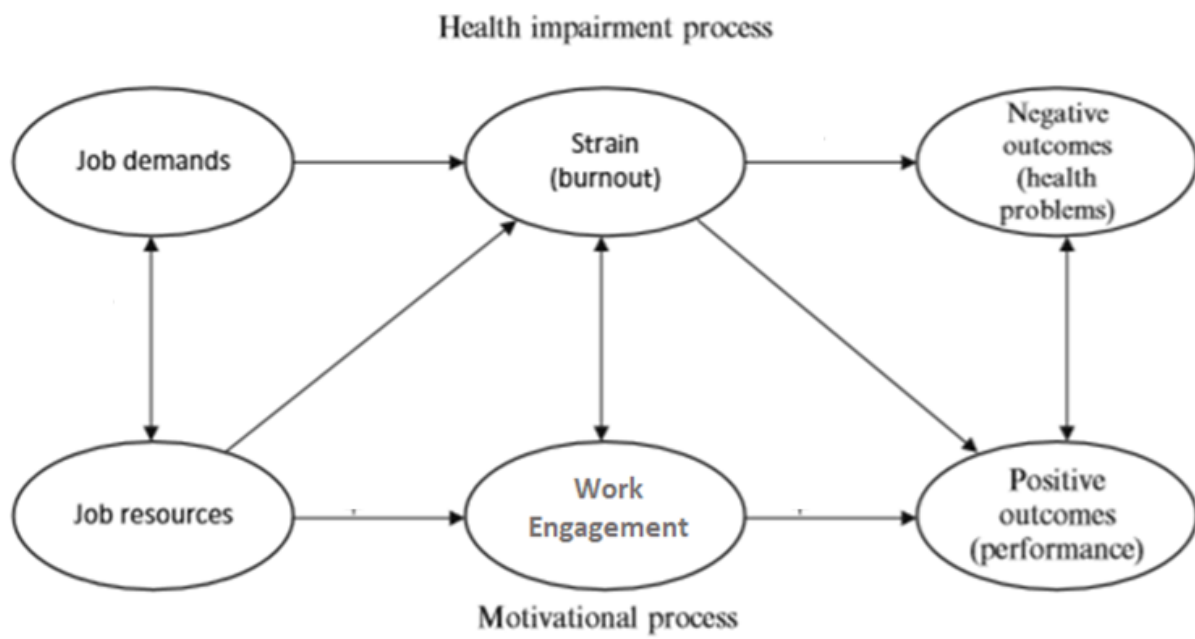 Health impairment process
Job demands
Strain
(burnout)
Negative
outcomes
(health
problems)
Job resources
Work
Engagement
Positive
outcomes
(performance)
Motivational process